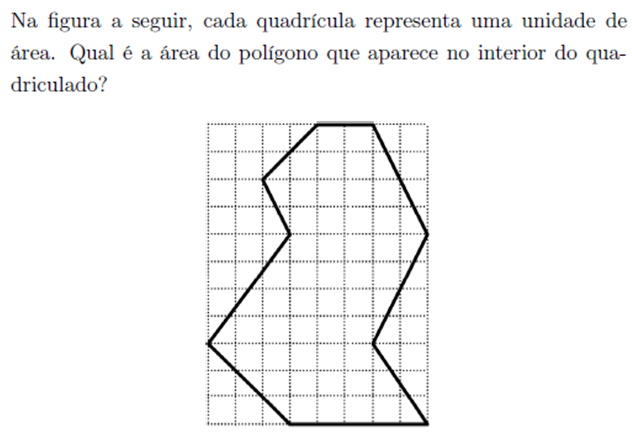 Na figura a seguir, cada quadrícula representa uma unidade de
área. Qual é a área do polígono que aparece no interior do qua-
driculado?